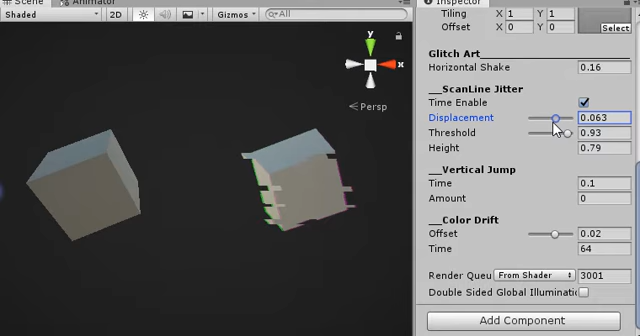 Scene Animator
Shaded 2D Gizmos All
y
x
Persp
Inspector
Tiling X 1 Y 1
Offset X 0 Y 0 Select
Glitch Art
Horizontal Shake 0.16
__ScanLine Jitter
Time Enable
Displacement 0.063
Threshold 0.93
Height 0.79
__Vertical Jump
Time 0.1
Amount 0
__Color Drift
Offset 0.02
Time 64
Render Queu From Shader 3001
Double Sided Global Illuminatio
Add Component